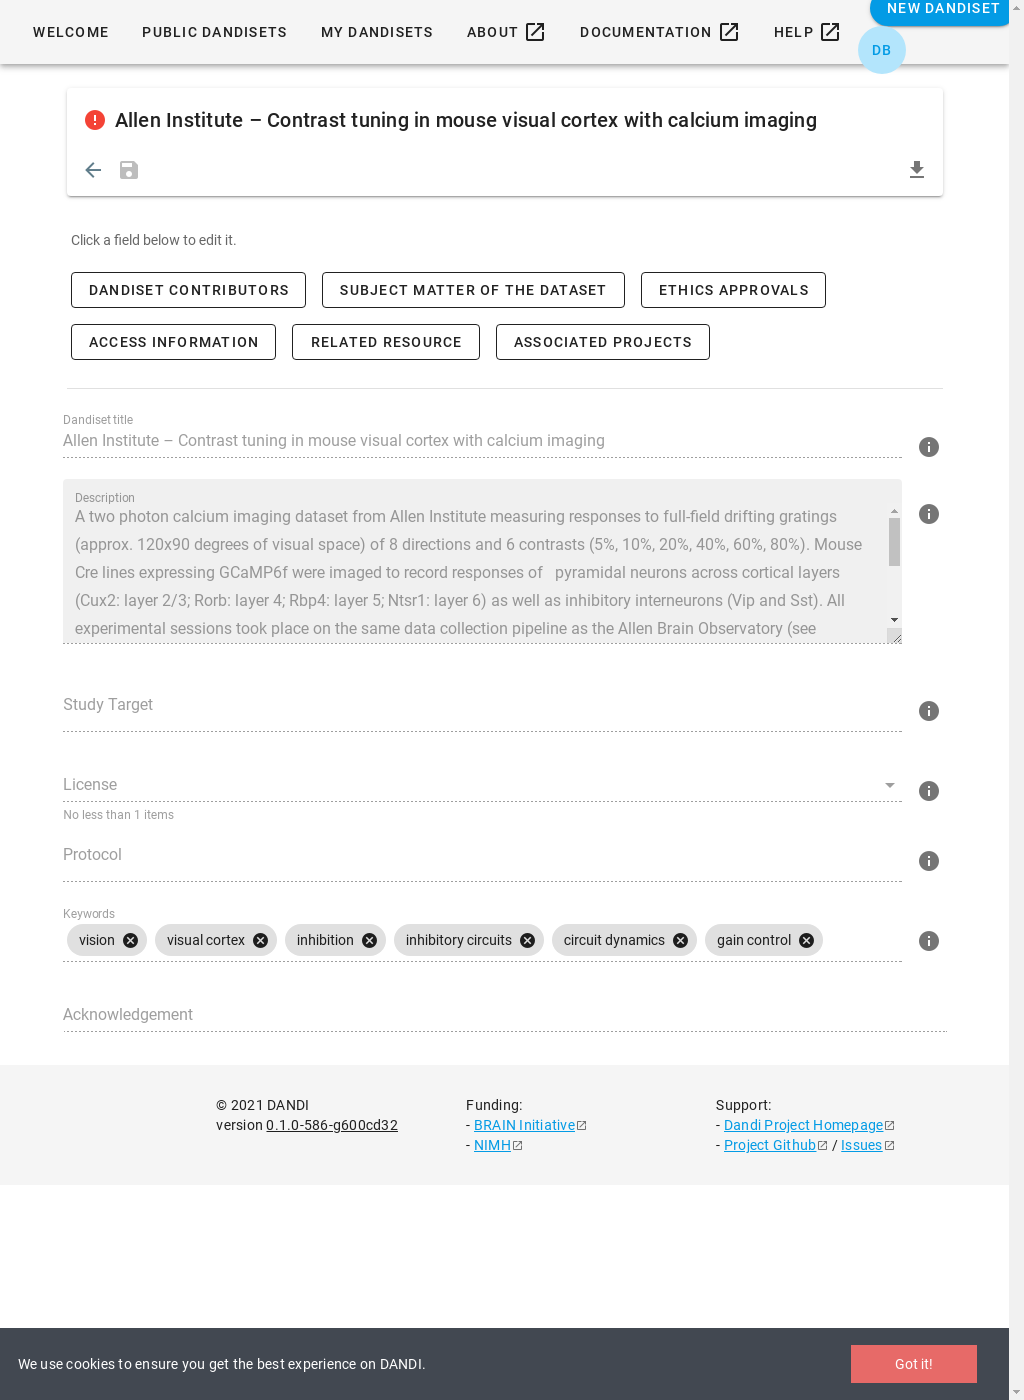 WELCOME PUBLIC DANDISETS MY DANDISETS ABOUT DOCUMENTATION HELP NEW DANDISET
DB
Allen Institute – Contrast tuning in mouse visual cortex with calcium imaging
Click a field below to edit it.
DANDISET CONTRIBUTORS SUBJECT MATTER OF THE DATASET ETHICS APPROVALS
ACCESS INFORMATION RELATED RESOURCE ASSOCIATED PROJECTS
Dandiset title
Allen Institute – Contrast tuning in mouse visual cortex with calcium imaging
Description
A two photon calcium imaging dataset from Allen Institute measuring responses to full-field drifting gratings
(approx. 120x90 degrees of visual space) of 8 directions and 6 contrasts (5%, 10%, 20%, 40%, 60%, 80%). Mouse
Cre lines expressing GCaMP6f were imaged to record responses of pyramidal neurons across cortical layers
(Cux2: layer 2/3; Rorb: layer 4; Rbp4: layer 5; Ntsr1: layer 6) as well as inhibitory interneurons (Vip and Sst). All
experimental sessions took place on the same data collection pipeline as the Allen Brain Observatory (see
Study Target
License
No less than 1 items
Protocol
Keywords
vision visual cortex inhibition inhibitory circuits circuit dynamics gain control
Acknowledgement
© 2021 DANDI
version 0.1.0-586-g600cd32
Funding:
- BRAIN Initiative
- NIMH
Support:
- Dandi Project Homepage
- Project Github / Issues
We use cookies to ensure you get the best experience on DANDI.
Got it!